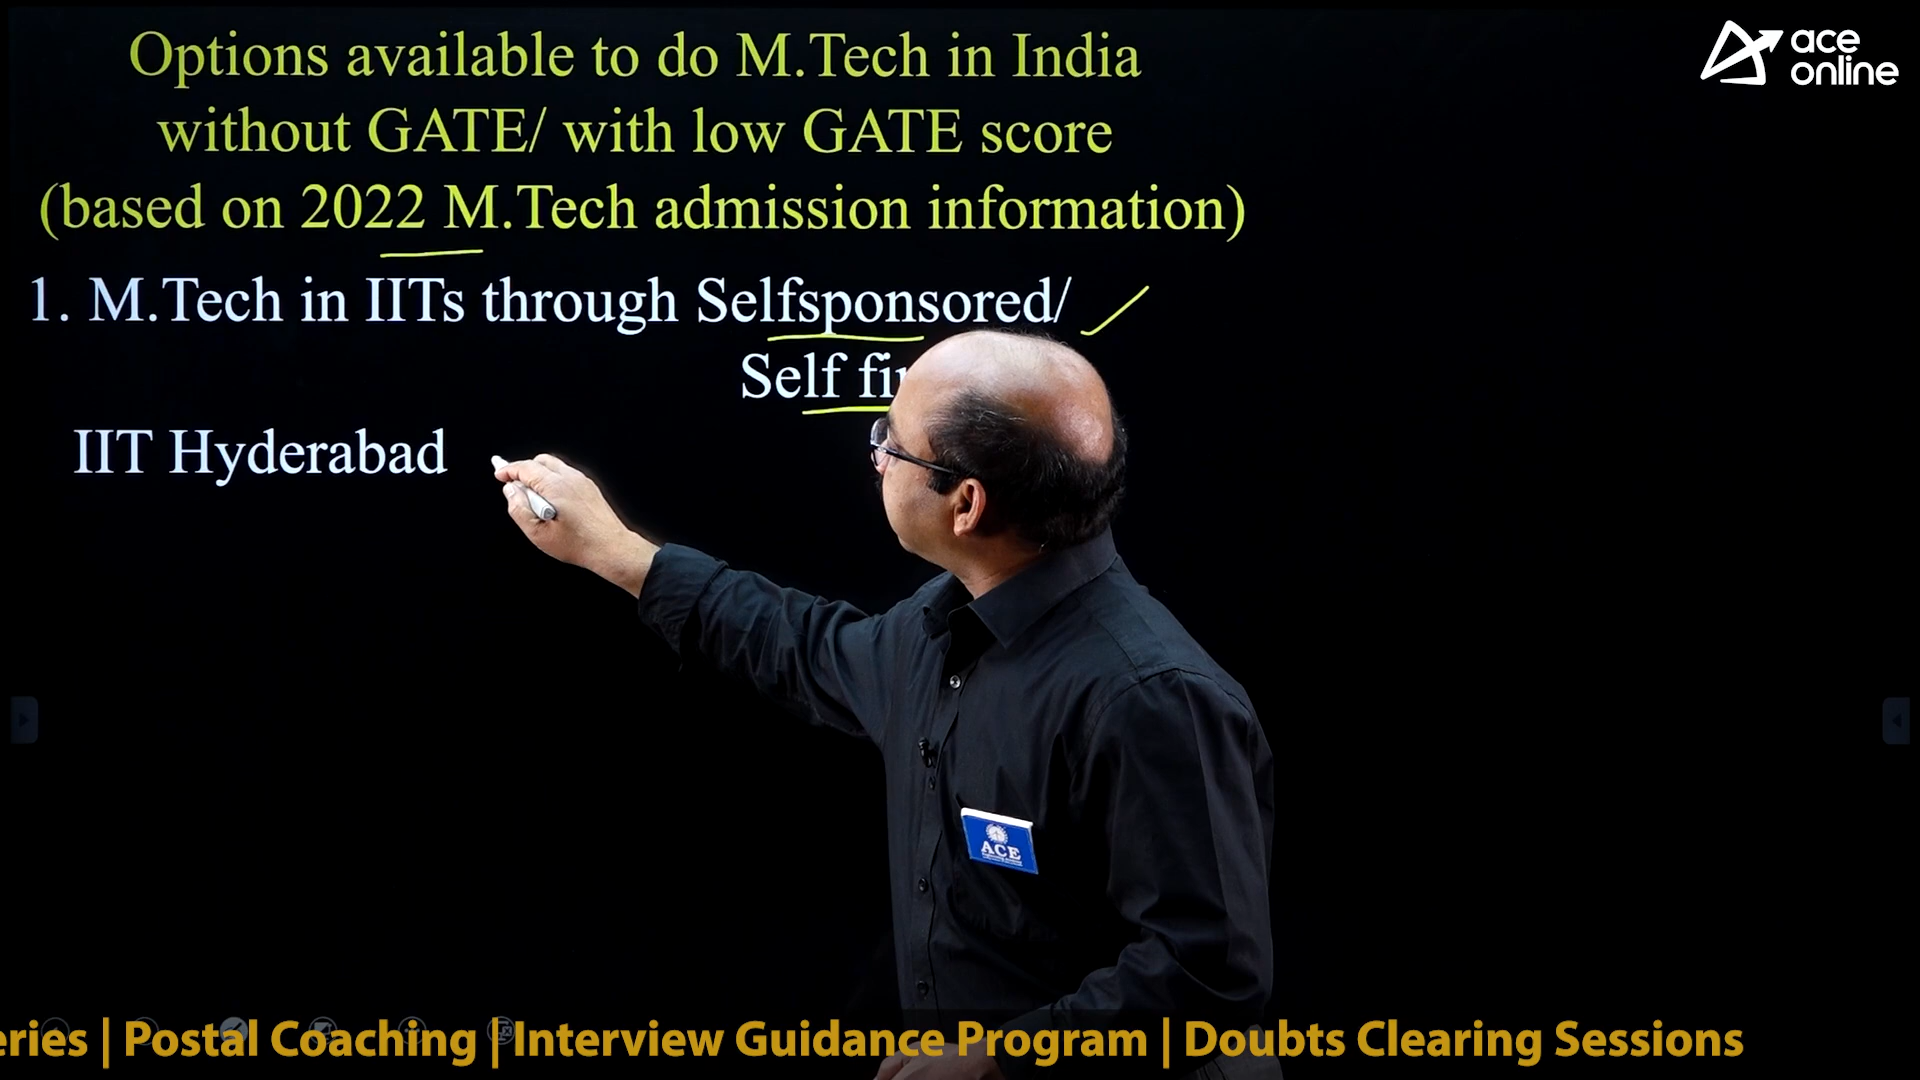 Options available to do M.Tech in India
without GATE/ with low GATE score
(based on 2022 M.Tech admission information)
1. M.Tech in IITs through Selfsponsored/
Self
IIT Hyderabad
ace
online
ACE
| Postal Coaching | Interview Guidance Program | Doubts Clearing Sessions